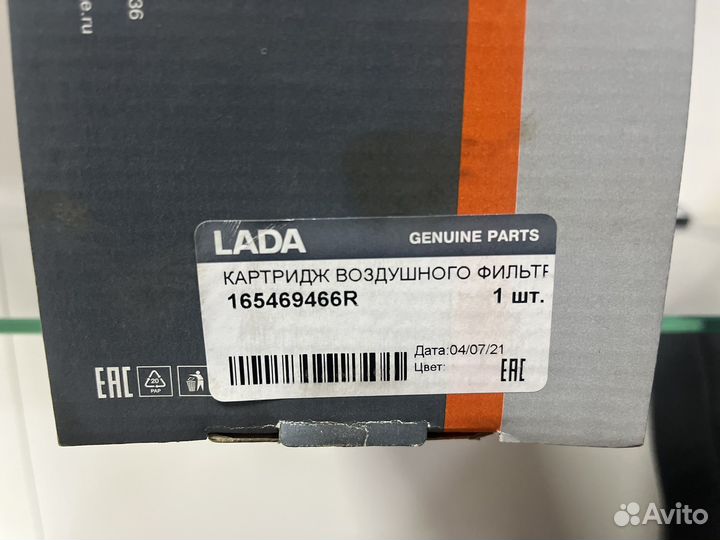 36
e.ru
LADA
GENUINE PARTS
КАРТРИДЖ ВОЗДУШНОГО ФИЛЬТР
165469466R
1 шт.
Дата:04/07/21
Цвет:
EAC
EAC
20
PAP
Avito